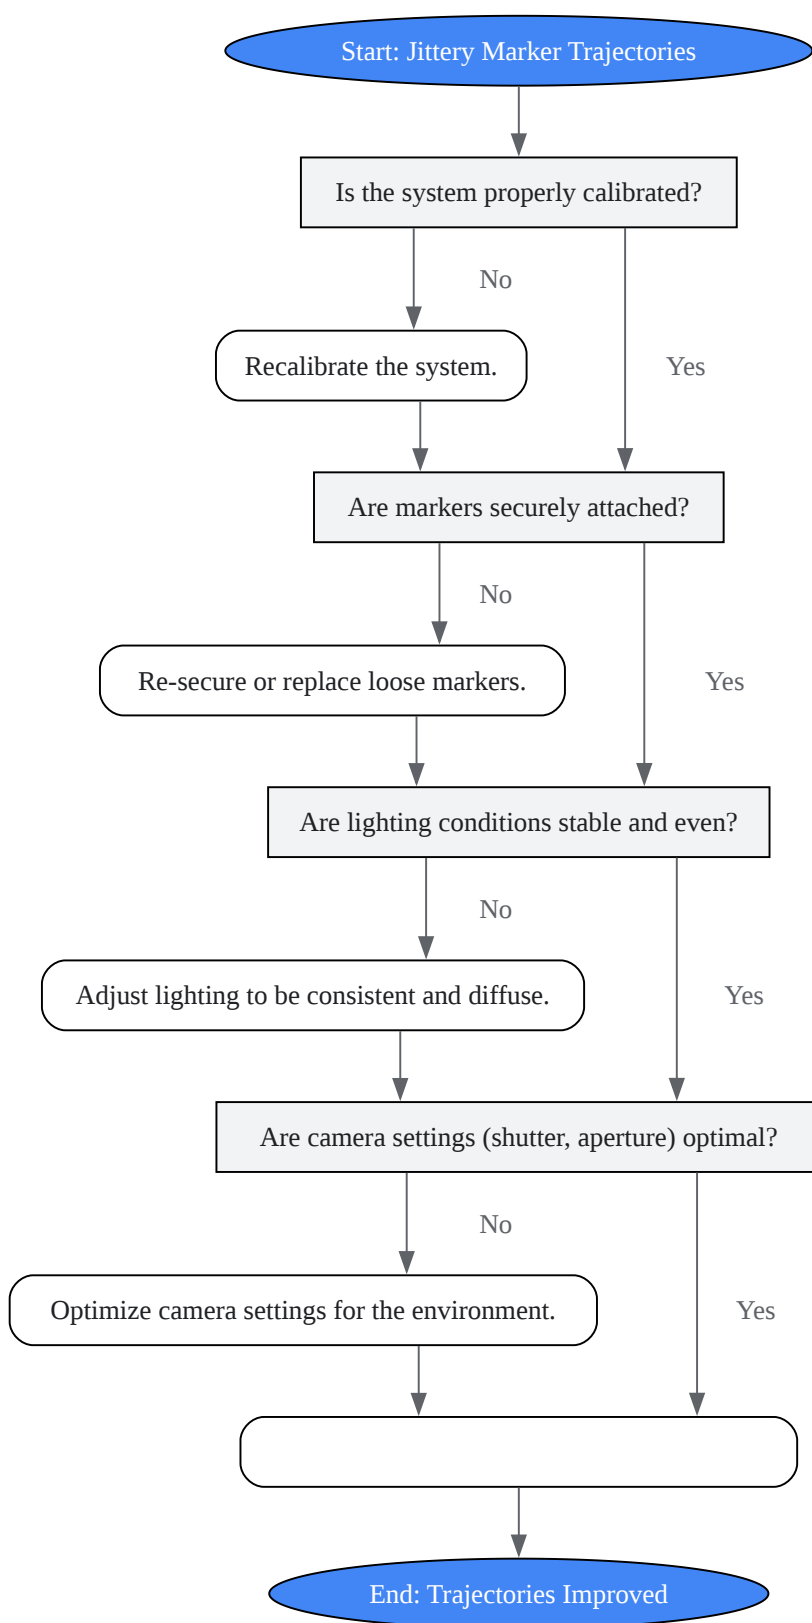 Start: Jittery Marker Trajectories
Is the system properly calibrated?
No
Recalibrate the system.
Yes
Are markers securely attached?
No
Re-secure or replace loose markers.
Yes
Are lighting conditions stable and even?
No
Adjust lighting to be consistent and diffuse.
Yes
Are camera settings (shutter, aperture) optimal?
No
Optimize camera settings for the environment.
Yes
End: Trajectories Improved